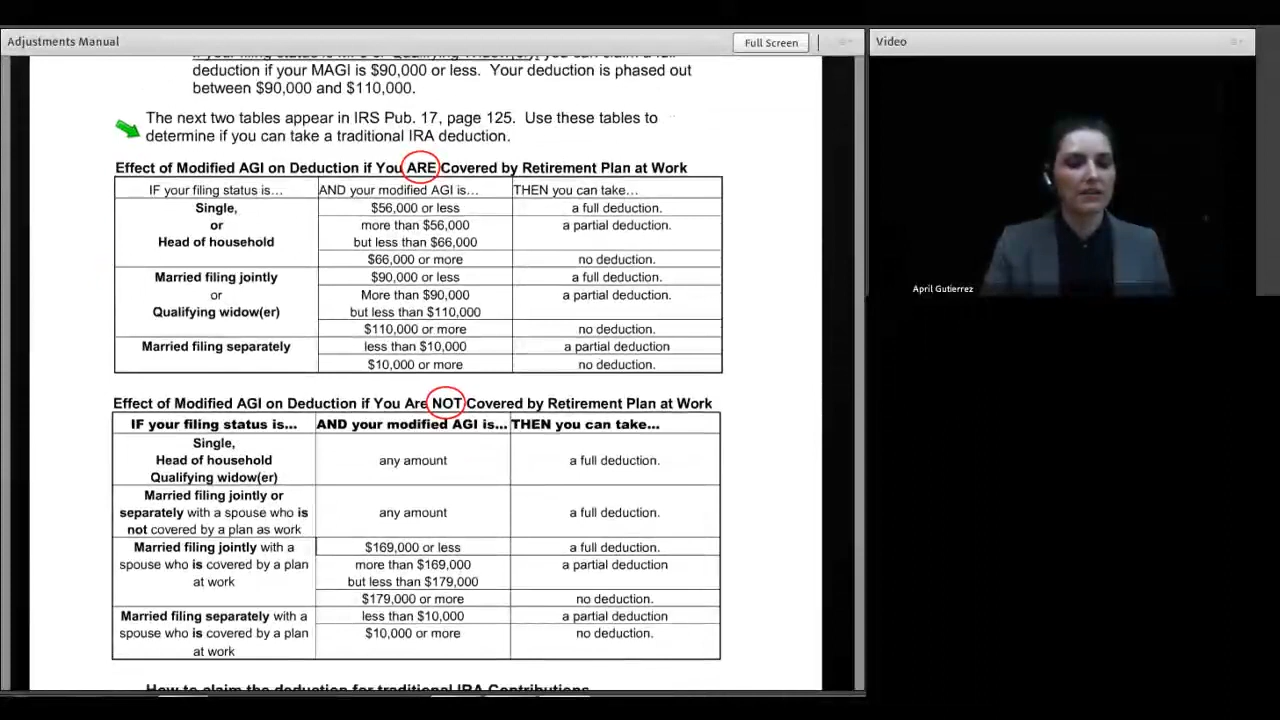 Adjustments Manual
Full Screen
Video
deduction if your MAGI is $90,000 or less. Your deduction is phased out
between $90,000 and $110,000.
The next two tables appear in IRS Pub. 17, page 125. Use these tables to
determine if you can take a traditional IRA deduction.
Effect of Modified AGI on Deduction if You ARE Covered by Retirement Plan at Work
IF your filing status is... AND your modified AGI is... THEN you can take...
Single, $56,000 or less a full deduction.
or more than $56,000 a partial deduction.
Head of household but less than $66,000
$66,000 or more no deduction.
Married filing jointly $90,000 or less a full deduction.
or More than $90,000 a partial deduction.
Qualifying widow(er) but less than $110,000
$110,000 or more no deduction.
Married filing separately less than $10,000 a partial deduction
$10,000 or more no deduction.
Effect of Modified AGI on Deduction if You Are NOT Covered by Retirement Plan at Work
IF your filing status is... AND your modified AGI is... THEN you can take...
Single,
Head of household any amount a full deduction.
Qualifying widow(er)
Married filing jointly or
separately with a spouse who is any amount a full deduction.
not covered by a plan as work
Married filing jointly with a $169,000 or less a full deduction.
spouse who is covered by a plan more than $169,000 a partial deduction
at work but less than $179,000
$179,000 or more no deduction.
Married filing separately with a less than $10,000 a partial deduction
spouse who is covered by a plan $10,000 or more no deduction.
at work
How to claim the deduction for traditional IRA Contributions
April Gutierrez